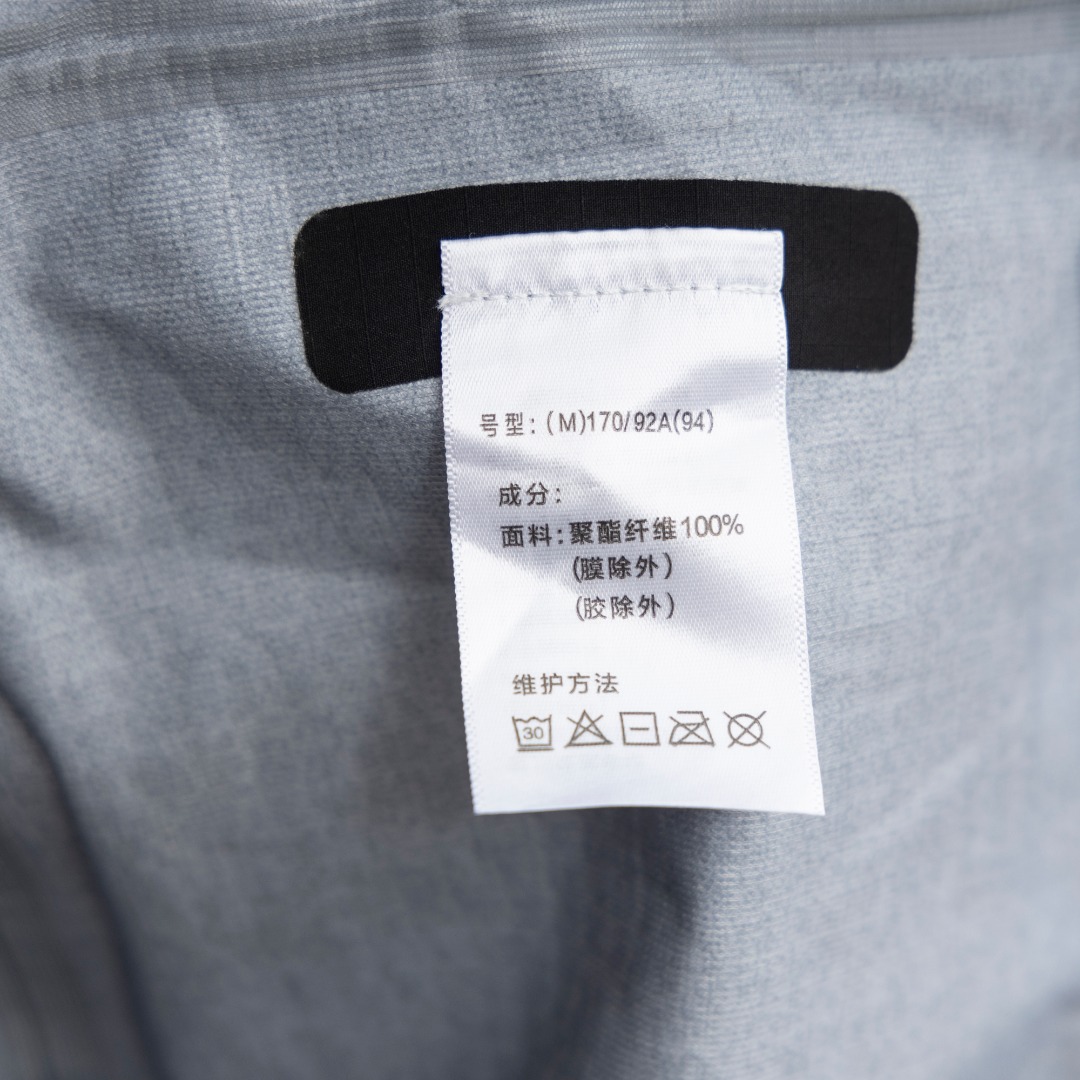 号型：(M)170/92A(94)
成分：
面料：聚酯纤维100%
(膜除外)
(胶除外)
维护方法
30